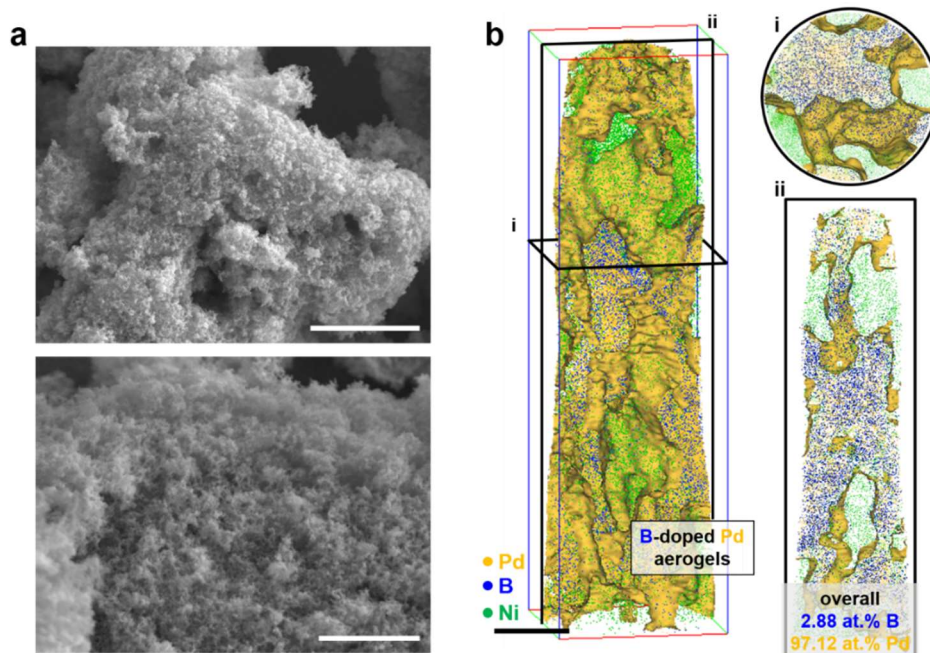 a
b
ii
i
i
ii
B-doped Pd
aerogels
Pd
B
Ni
overall
2.88 at.% B
97.12 at.% Pd